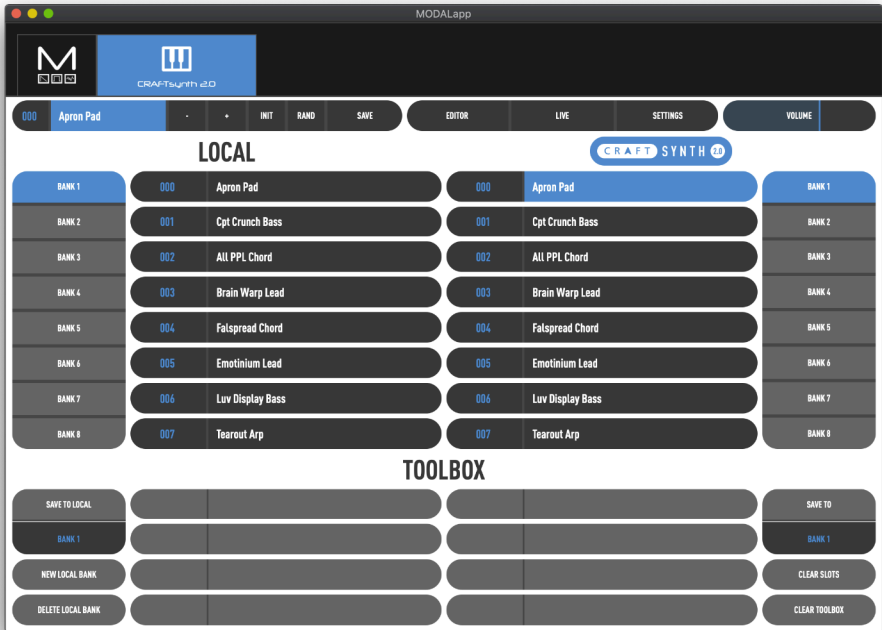 MODALapp
CRAFTsynth 2.0
000 Apron Pad - + INIT RAND SAVE EDITOR LIVE SETTINGS VOLUME
LOCAL CRAFT SYNTH 2.0
BANK 1 000 Apron Pad 000 Apron Pad BANK 1
BANK 2 001 Cpt Crunch Bass 001 Cpt Crunch Bass BANK 2
BANK 3 002 All PPL Chord 002 All PPL Chord BANK 3
BANK 4 003 Brain Warp Lead 003 Brain Warp Lead BANK 4
BANK 5 004 Falspread Chord 004 Falspread Chord BANK 5
BANK 6 005 Emotinium Lead 005 Emotinium Lead BANK 6
BANK 7 006 Luv Display Bass 006 Luv Display Bass BANK 7
BANK 8 007 Tearout Arp 007 Tearout Arp BANK 8
TOOLBOX
SAVE TO LOCAL SAVE TO
BANK 1 BANK 1
NEW LOCAL BANK CLEAR SLOTS
DELETE LOCAL BANK CLEAR TOOLBOX